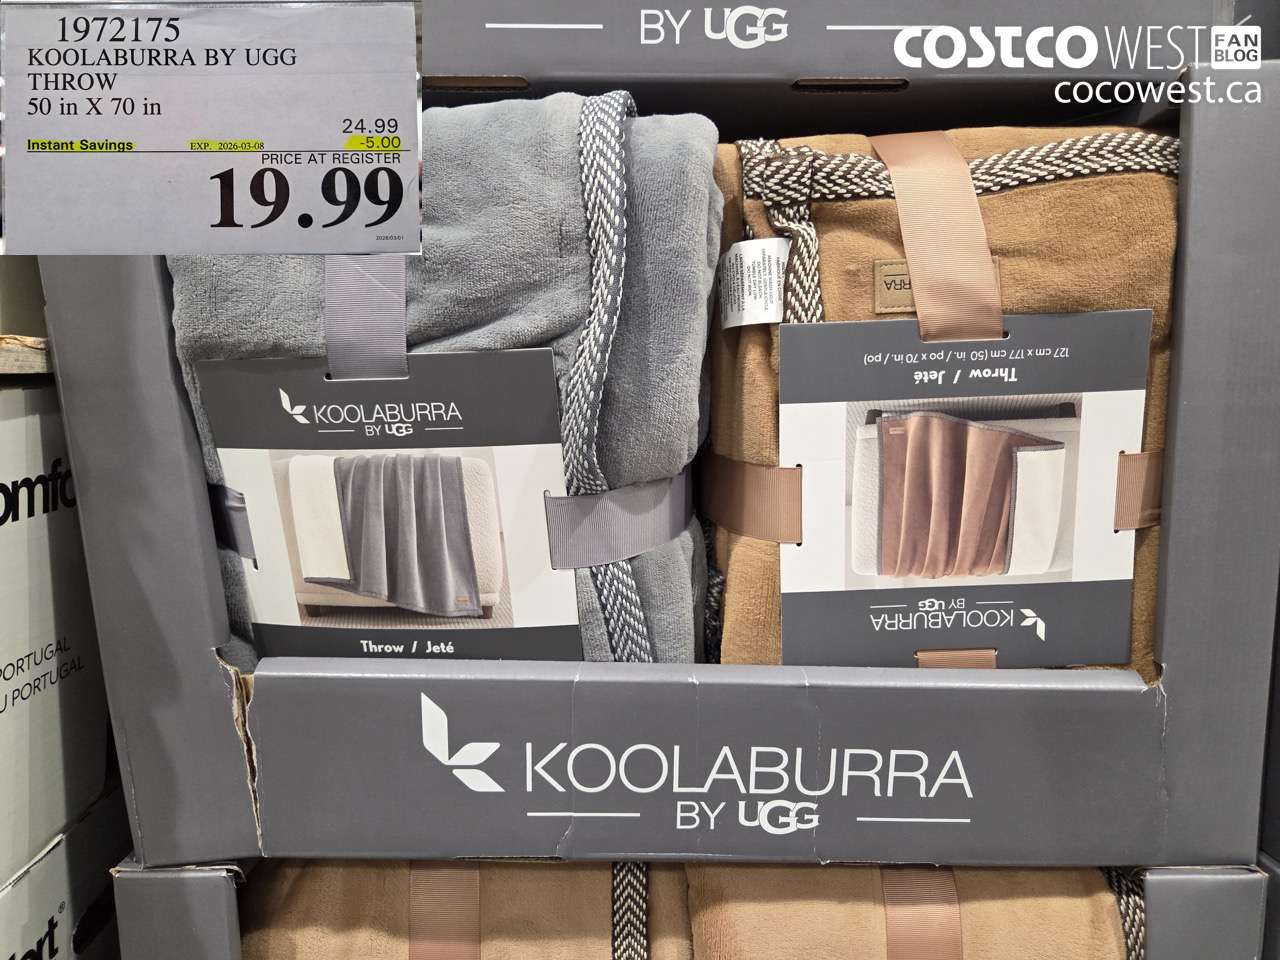 1972175
KOOLABURRA BY UGG
THROW
50 in X 70 in
24.99
Instant Savings EXP. 2026-03-08 -5.00
PRICE AT REGISTER
19.99
2026/03/01
BY UGG
COSTCO WEST FAN BLOG
cocowest.ca
KOOLABURRA
BY UGG
Throw / Jeté
127 cm x 177 cm (50 in. / po x 70 in. / po)
Throw / Jeté
KOOLABURRA
BY UGG
KOOLABURRA
BY UGG
PORTUGAL
U PORTUGAL